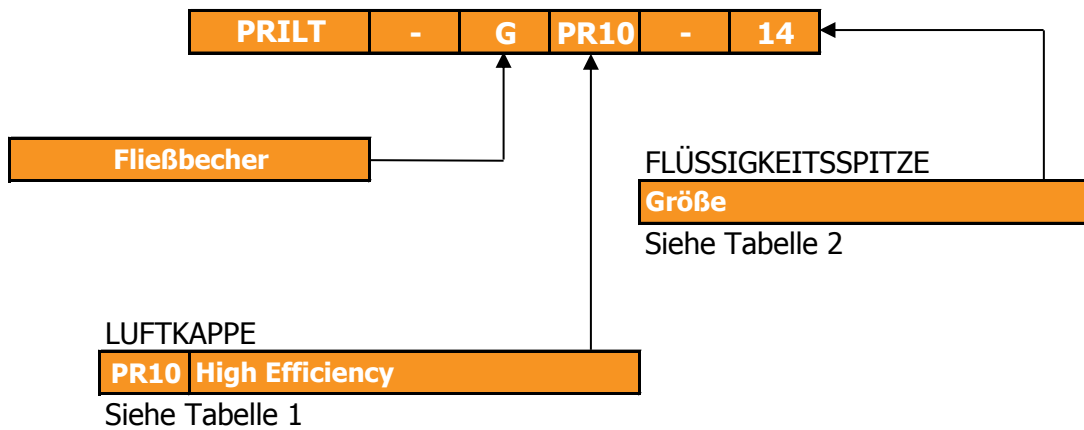 PRILT - G PR10 - 14
Fließbecher
FLÜSSIGKEITSSPITZE
Größe
Siehe Tabelle 2
LUFTKAPPE
PR10 High Efficiency
Siehe Tabelle 1